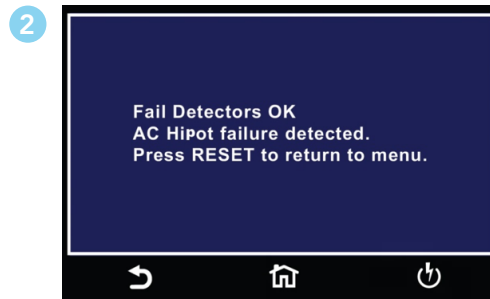 2
Fail Detectors OK
AC Hipot failure detected.
Press RESET to return to menu.